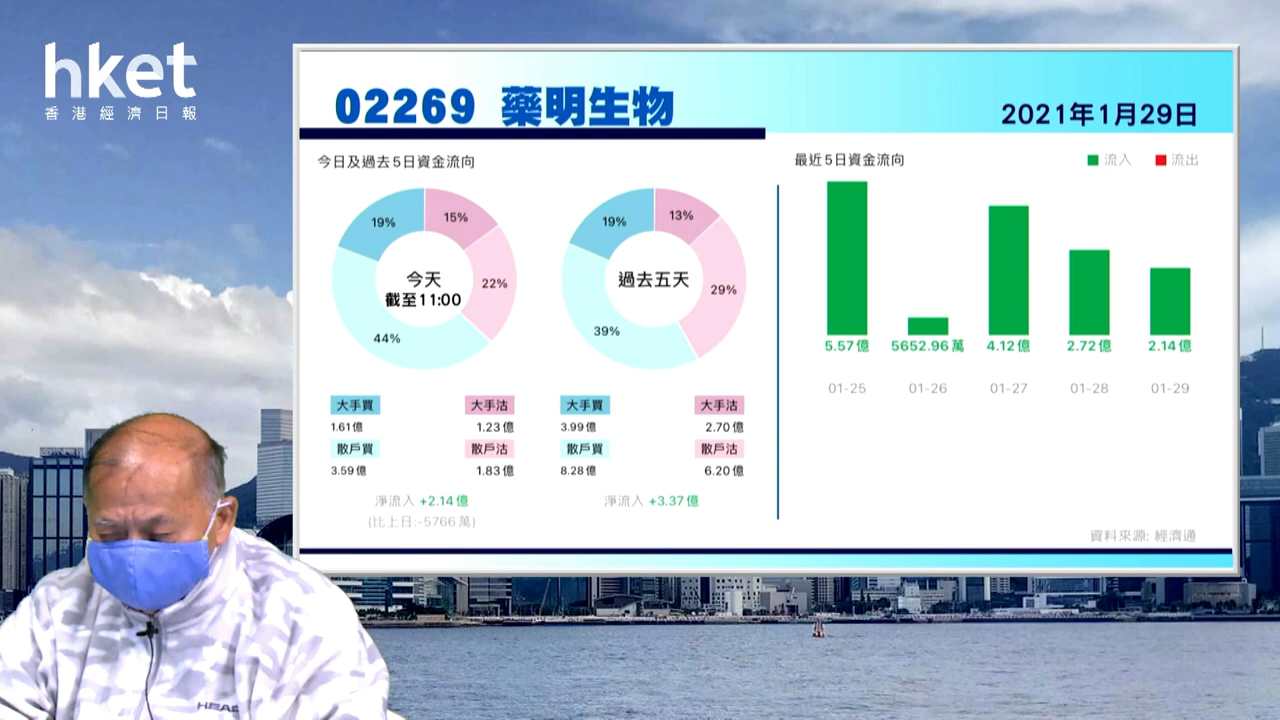 hket
香港經濟日報
02269 藥明生物
2021年1月29日
今日及過去5日資金流向
19%
15%
22%
44%
今天
截至11:00
19%
13%
29%
39%
過去五天
大手買
大手沽
1.61億
1.23億
散戶買
散戶沽
3.59億
1.83億
淨流入 +2.14億
(比上日:-5766萬)
大手買
大手沽
3.99億
2.70億
散戶買
散戶沽
8.28億
6.20億
淨流入 +3.37億
最近5日資金流向
流入
流出
5.57億
5652.96萬
4.12億
2.72億
2.14億
01-25
01-26
01-27
01-28
01-29
資料來源: 經濟通
HEAD